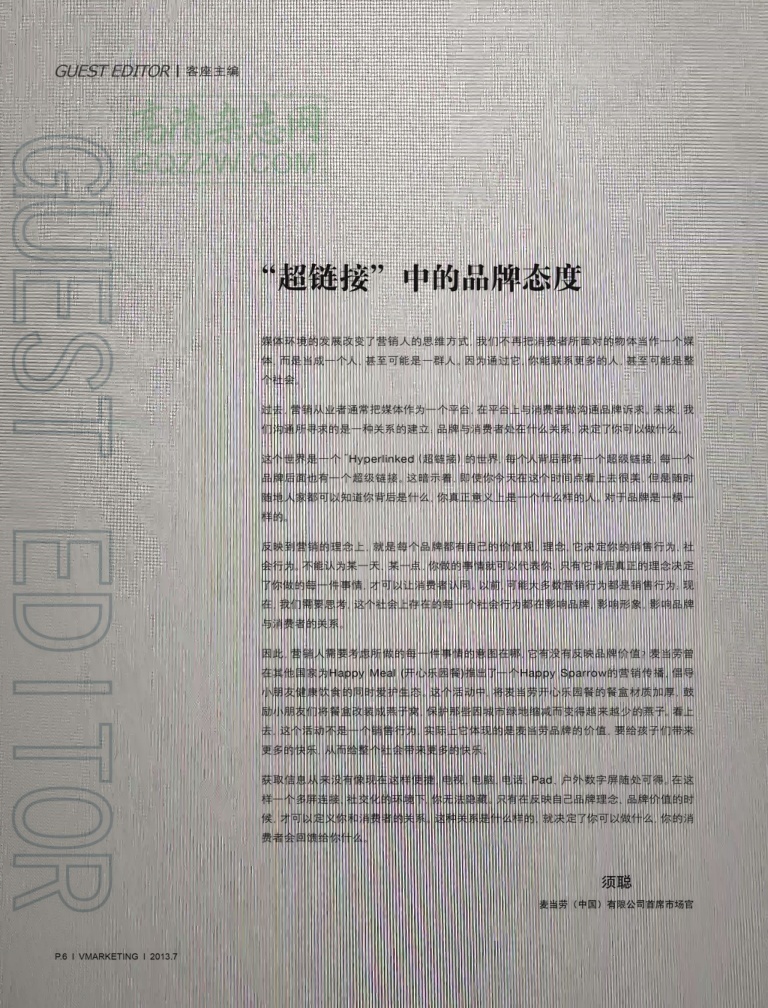 GUEST EDITOR | 客座主编
高清杂志网
GQZZW.COM
GUEST EDITOR
“超链接”中的品牌态度
媒体环境的发展改变了营销人的思维方式，我们不再把消费者所面对的物体当作一个媒
体，而是当成一个人，甚至可能是一群人。因为通过它，你能联系更多的人，甚至可能是整
个社会。
过去，营销从业者通常把媒体作为一个平台，在平台上与消费者做沟通品牌诉求。未来，我
们沟通所寻求的是一种关系的建立，品牌与消费者处在什么关系，决定了你可以做什么。
这个世界是一个“Hyperlinked（超链接）的世界，每个人背后都有一个超级链接，每一个
品牌后面也有一个超级链接。这暗示着，即使你今天在这个时间点看上去很美，但是随时
随地人家都可以知道你背后是什么，你真正意义上是一个什么样的人。对于品牌是一模一
样的。
反映到营销的理念上，就是每个品牌都有自己的价值观、理念，它决定你的销售行为、社
会行为。不能认为某一天，某一点，你做的事情就可以代表你。只有它背后真正的理念决定
了你做的每一件事情，才可以让消费者认同。以前，可能大多数营销行为都是销售行为，现
在，我们需要思考，这个社会上存在的每一个社会行为都在影响品牌，影响形象，影响品牌
与消费者的关系。
因此，营销人需要考虑所做的每一件事情的意图在哪，它有没有反映品牌价值？麦当劳曾
在其他国家为Happy Meal (开心乐园餐)推出了一个Happy Sparrow的营销传播，倡导
小朋友健康饮食的同时爱护生态。这个活动中，将麦当劳开心乐园餐的餐盒材质加厚，鼓
励小朋友们将餐盒改装成燕子窝，保护那些因城市绿地缩减而变得越来越少的燕子。看上
去，这个活动不是一个销售行为，实际上它体现的是麦当劳品牌的价值，要给孩子们带来
更多的快乐，从而给整个社会带来更多的快乐。
获取信息从来没有像现在这样便捷，电视、电脑、电话、Pad、户外数字屏随处可得。在这
样一个多屏连接、社交化的环境下，你无法隐藏。只有在反映自己品牌理念、品牌价值的时
候，才可以定义你和消费者的关系。这种关系是什么样的，就决定了你可以做什么，你的消
费者会回馈给你什么。
须聪
麦当劳（中国）有限公司首席市场官
P.6 | VMARKETING | 2013.7